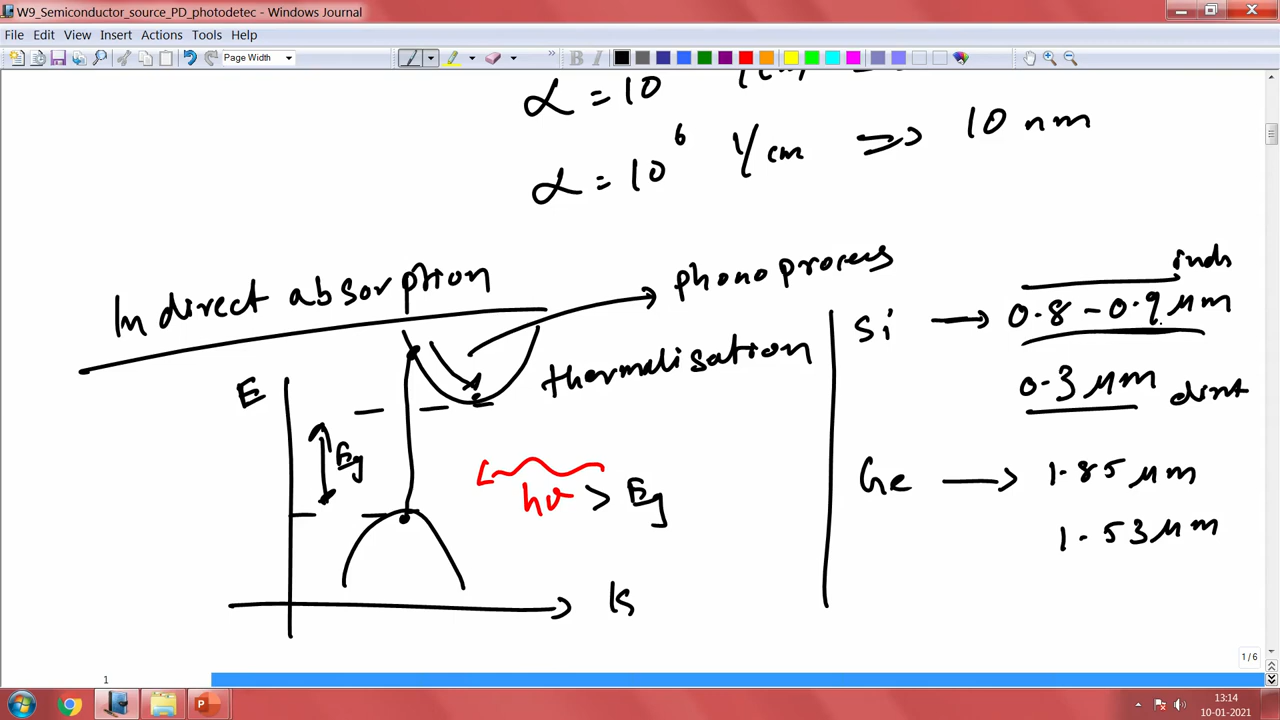 W9_Semiconductor_source_PD_photodetec - Windows Journal
File Edit View Insert Actions Tools Help
Page Width
B I
α = 10
α = 10⁶ 1/cm ⇒ 10 nm
Indirect absorption
phonoprocess
thermalisation
E
Eg
hν > Eg
k
Si → 0.8 - 0.9 μm
0.3 μm
Ge → 1.85 μm
1.53 μm
1/6
1
13:14
10-01-2021